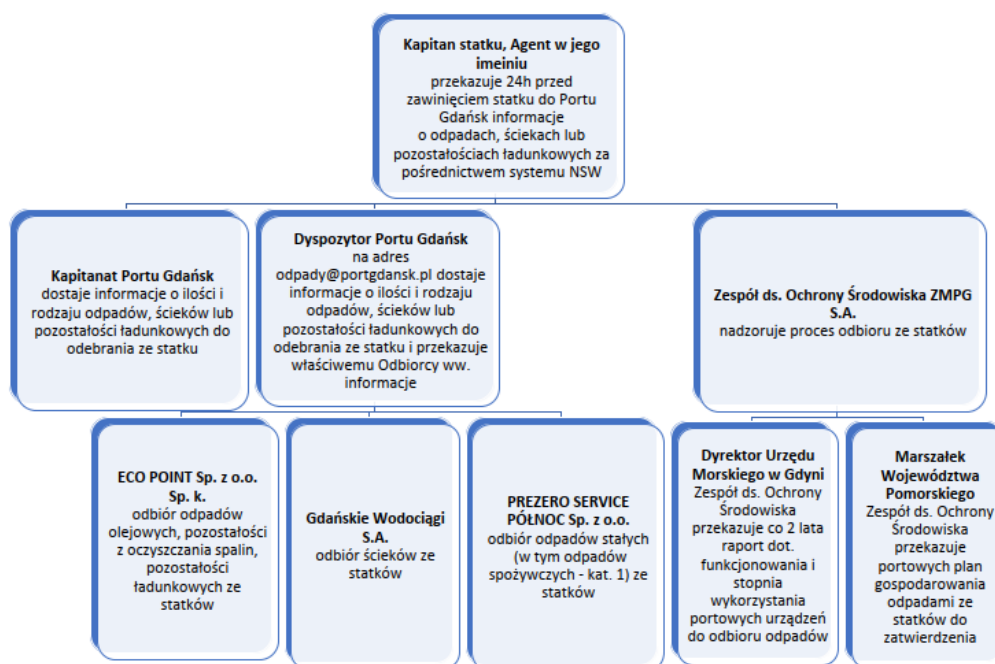 Kapitan statku, Agent w jego
imeiniu
przekazuje 24h przed
zawinięciem statku do Portu
Gdańsk informacje
o odpadach, ściekach lub
pozostałościach ładunkowych za
pośrednictwem systemu NSW
Kapitanat Portu Gdańsk
dostaje informacje o ilości i
rodzaju odpadów, ścieków lub
pozostałości ładunkowych do
odebrania ze statku
Dyspozytor Portu Gdańsk
na adres
odpady@portgdansk.pl dostaje
informacje o ilości i rodzaju
odpadów, ścieków lub
pozostałości ładunkowych do
odebrania ze statku i przekazuje
właściwemu Odbiorcy ww.
informacje
Zespół ds. Ochrony Środowiska ZMPG
S.A.
nadzoruje proces odbioru ze statków
ECO POINT Sp. z o.o.
Sp. k.
odbiór odpadów
olejowych, pozostałości
z oczyszczania spalin,
pozostałości
ładunkowych ze
statków
Gdańskie Wodociągi
S.A.
odbiór ścieków ze
statków
PREZERO SERVICE
PÓŁNOC Sp. z o.o.
odbiór odpadów stałych
(w tym odpadów
spożywczych - kat. 1) ze
statków
Dyrektor Urzędu
Morskiego w Gdyni
Zespół ds. Ochrony
Środowiska
przekazuje co 2 lata
raport dot.
funkcjonowania i
stopnia
wykorzystania
portowych urządzeń
do odbioru odpadów
Marszałek
Województwa
Pomorskiego
Zespół ds. Ochrony
Środowiska
przekazuje
portowych plan
gospodarowania
odpadami ze
statków do
zatwierdzenia